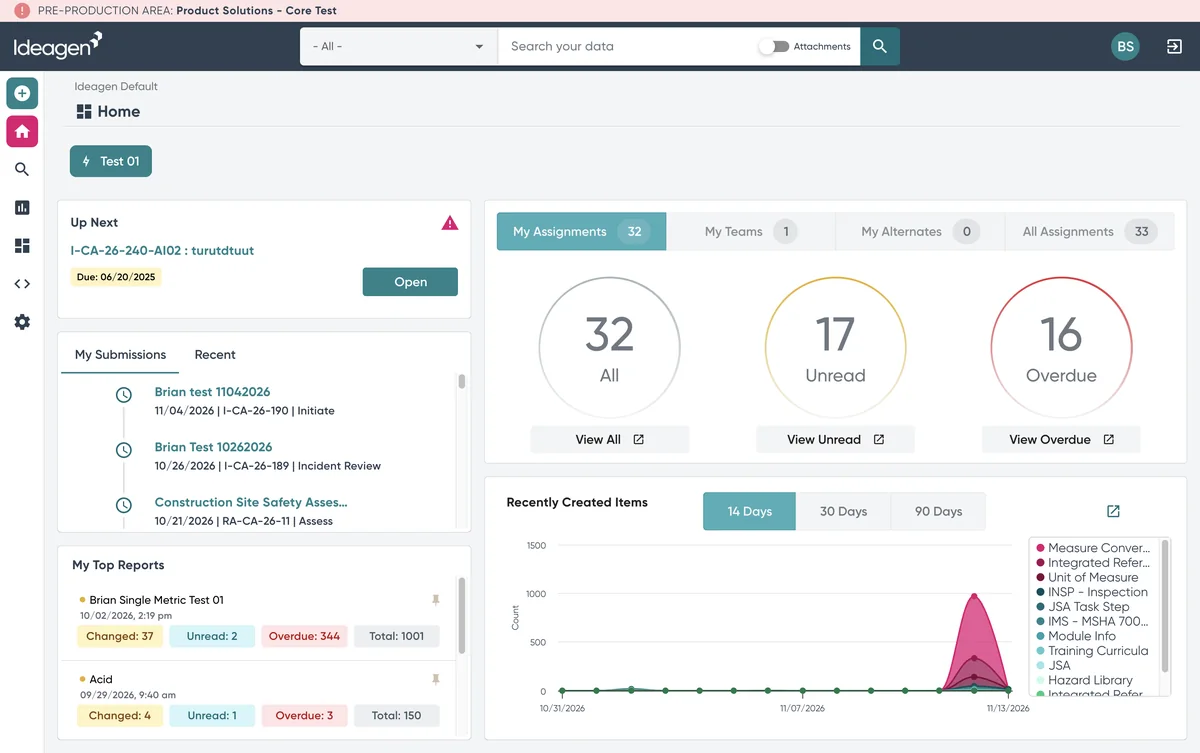 PRE-PRODUCTION AREA: Product Solutions - Core Test
Ideagen
- All -
Search your data
Attachments
BS
Ideagen Default
Home
Test 01
Up Next
I-CA-26-240-AI02 : turutdtuut
Due: 06/20/2025
Open
My Submissions Recent
Brian test 11042026
11/04/2026 | I-CA-26-190 | Initiate
Brian Test 10262026
10/26/2026 | I-CA-26-189 | Incident Review
Construction Site Safety Asses...
10/21/2026 | RA-CA-26-11 | Assess
My Top Reports
Brian Single Metric Test 01
10/02/2026, 2:19 pm
Changed: 37 Unread: 2 Overdue: 344 Total: 1001
Acid
09/29/2026, 9:40 am
Changed: 4 Unread: 1 Overdue: 3 Total: 150
My Assignments 32 My Teams 1 My Alternates 0 All Assignments 33
32 All
17 Unread
16 Overdue
View All View Unread View Overdue
Recently Created Items
14 Days 30 Days 90 Days
1500
1000
500
0
Count
10/31/2026 11/07/2026 11/13/2026
Measure Conver...
Integrated Refer...
Unit of Measure
INSP - Inspection
JSA Task Step
IMS - MSHA 700...
Module Info
Training Curricula
JSA
Hazard Library
Integrated Refer